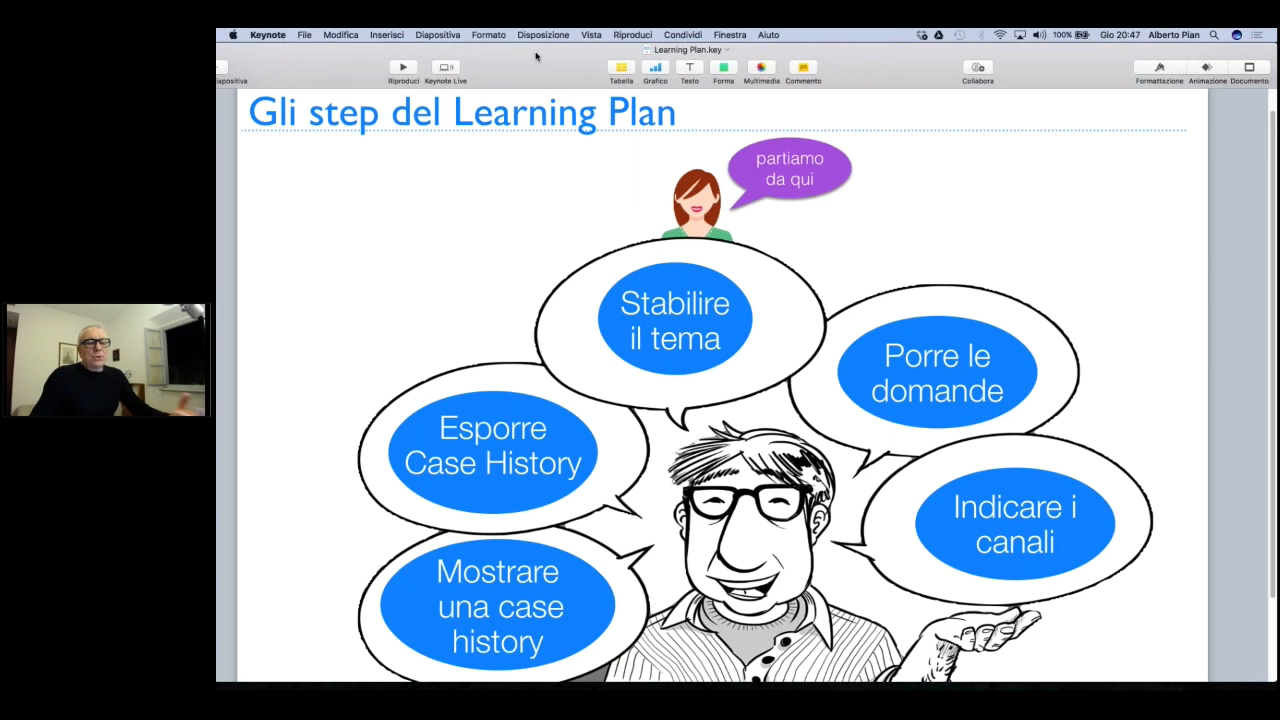 Keynote File Modifica Inserisci Diapositiva Formato Disposizione Vista Riproduci Condividi Finestra Aiuto 100% Gio 20:47 Alberto Pian
Learning Plan.key
iapositiva Riproduci Keynote Live Tabella Grafico Testo Forma Multimedia Commento Collabora Formattazione Animazione Documento
Gli step del Learning Plan
partiamo
da qui
Stabilire
il tema
Porre le
domande
Esporre
Case History
Indicare i
canali
Mostrare
una case
history